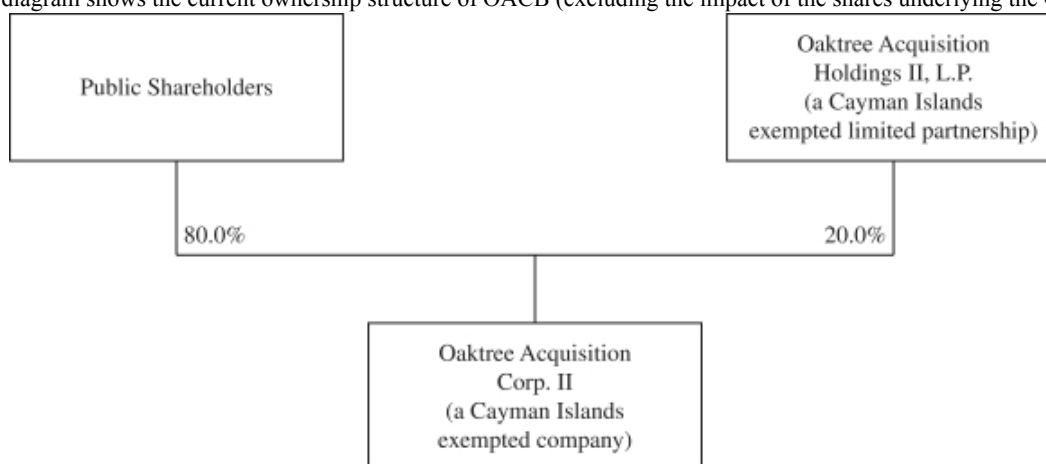 diagram shows the current ownership structure of OACB (excluding the impact of the shares underlying the
Public Shareholders
Oaktree Acquisition
Holdings II, L.P.
(a Cayman Islands
exempted limited partnership)
80.0%
20.0%
Oaktree Acquisition
Corp. II
(a Cayman Islands
exempted company)